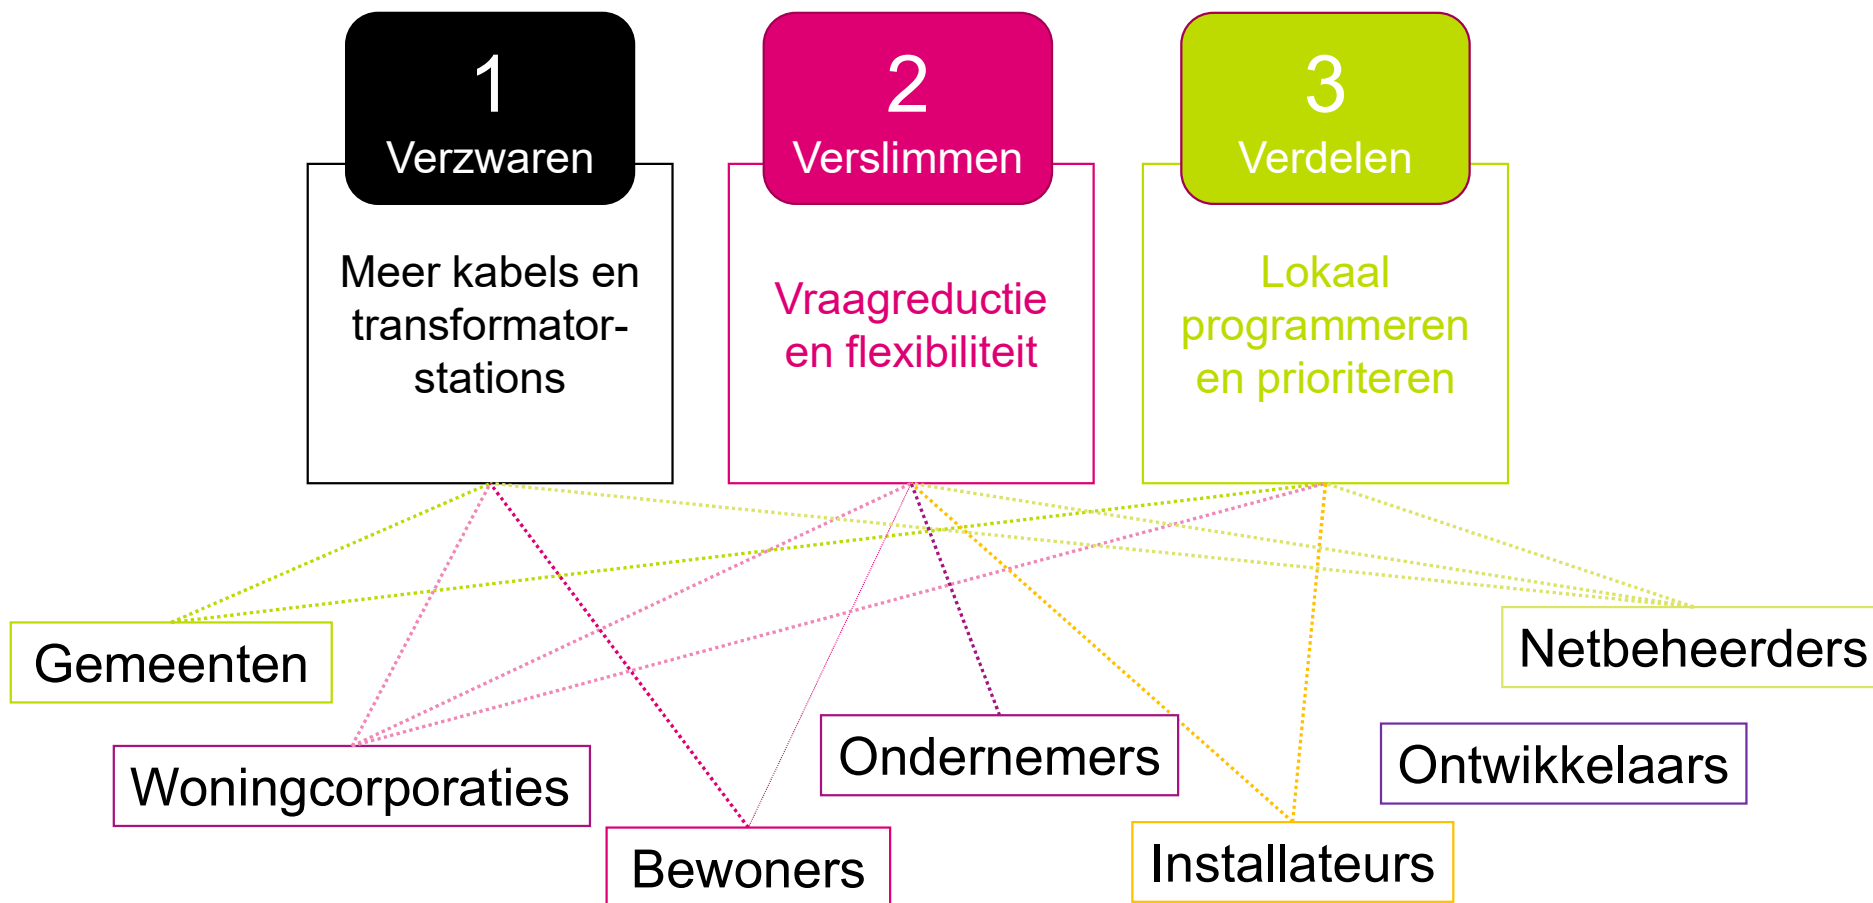 1
Verzwaren
Meer kabels en
transformator-
stations
2
Verslimmen
Vraagreductie
en flexibiliteit
3
Verdelen
Lokaal
programmeren
en prioriteren
Gemeenten
Netbeheerders
Woningcorporaties
Ondernemers
Ontwikkelaars
Bewoners
Installateurs